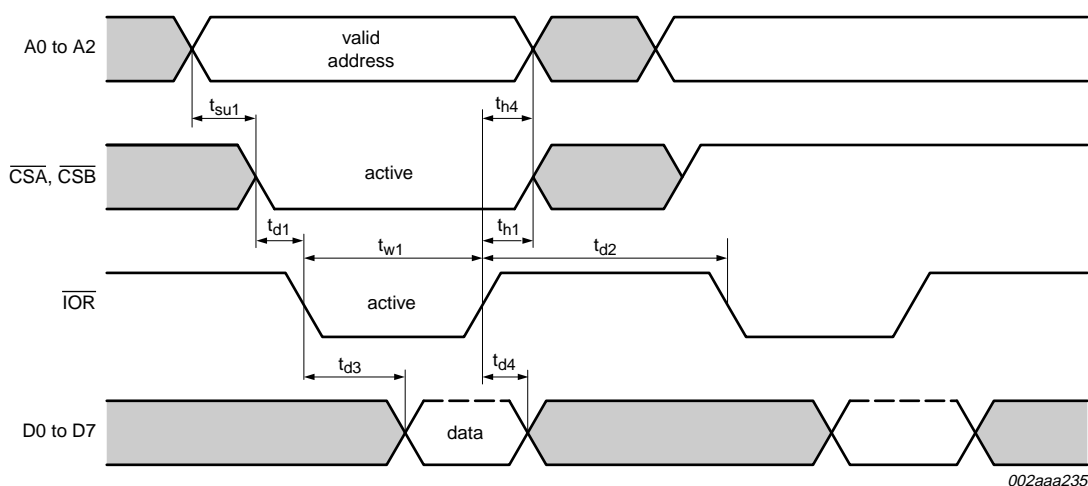 A0 to A2
valid
address
tsu1
th4
CSA, CSB
active
td1
tw1
th1
td2
IOR
active
td3
td4
D0 to D7
data
002aaa235